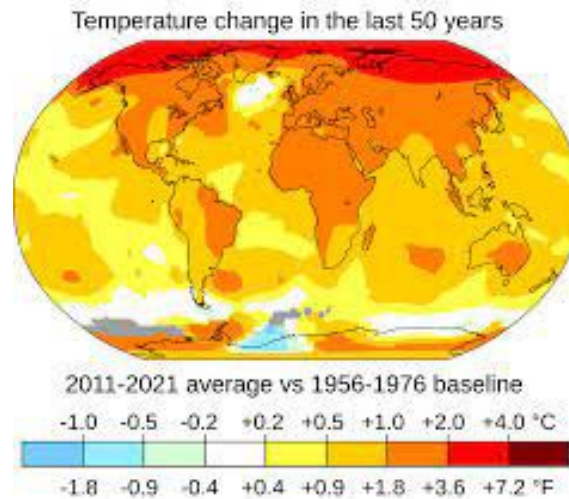 Temperature change in the last 50 years
2011-2021 average vs 1956-1976 baseline
-1.0 -0.5 -0.2 +0.2 +0.5 +1.0 +2.0 +4.0 °C
-1.8 -0.9 -0.4 +0.4 +0.9 +1.8 +3.6 +7.2 °F